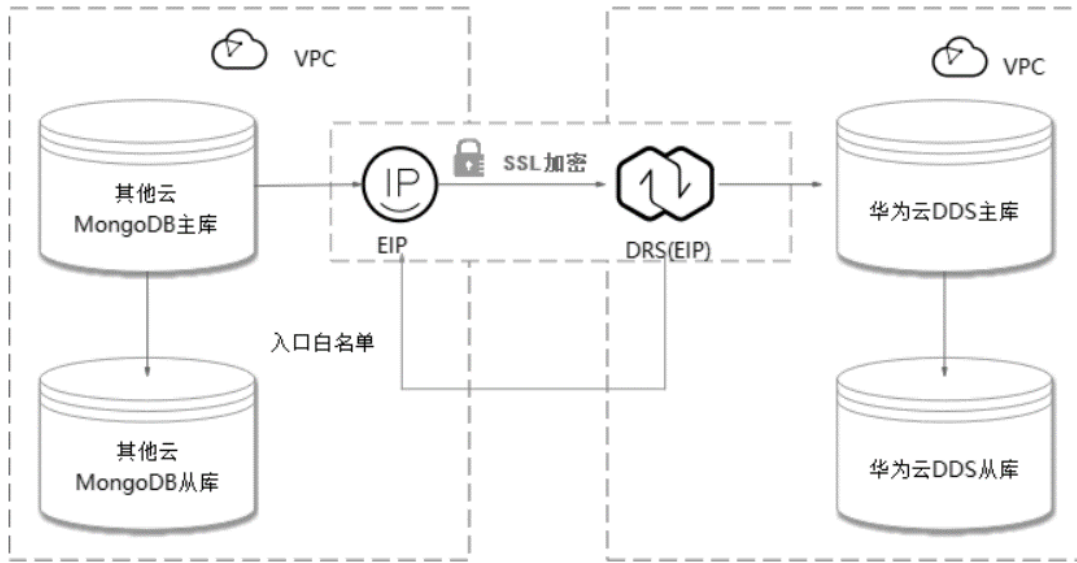 VPC
VPC
其他云
MongoDB主库
IP
EIP
SSL加密
DRS(EIP)
华为云DDS主库
入口白名单
其他云
MongoDB从库
华为云DDS从库